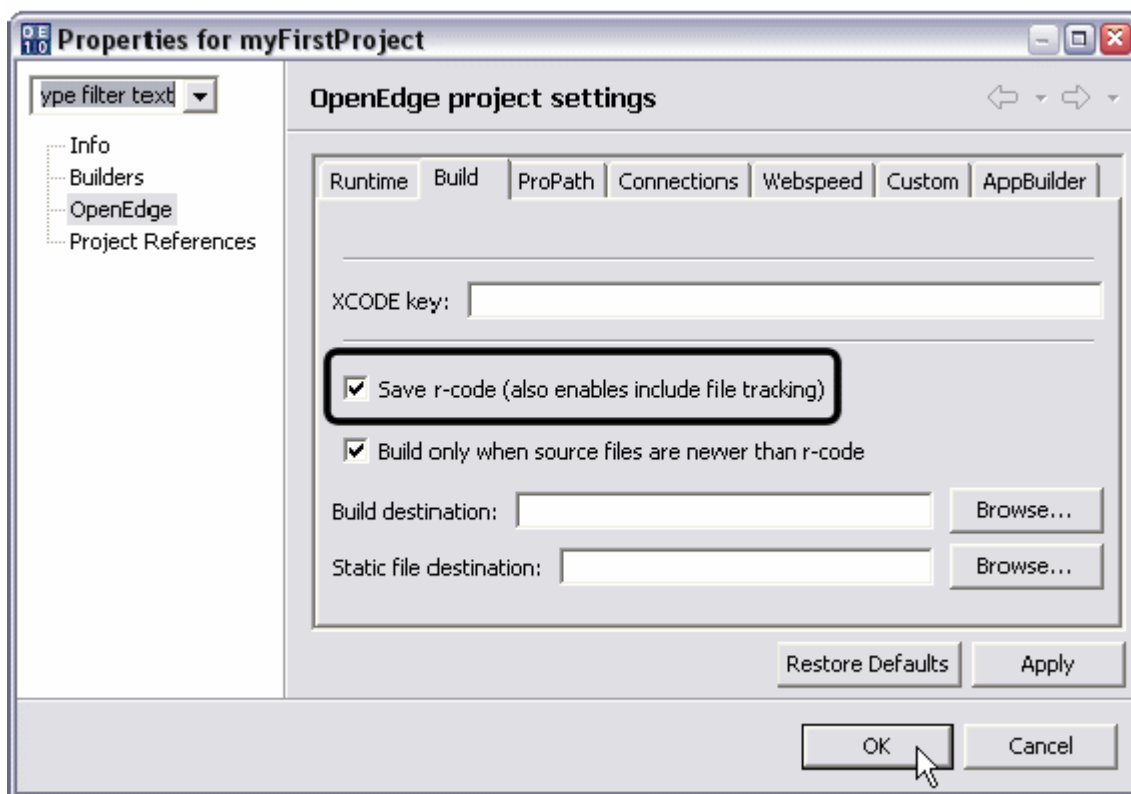 OE 10 Properties for myFirstProject
ype filter text
OpenEdge project settings
Info
Builders
OpenEdge
Project References
Runtime Build ProPath Connections Webspeed Custom AppBuilder
XCODE key:
Save r-code (also enables include file tracking)
Build only when source files are newer than r-code
Build destination: Browse...
Static file destination: Browse...
Restore Defaults Apply
OK Cancel